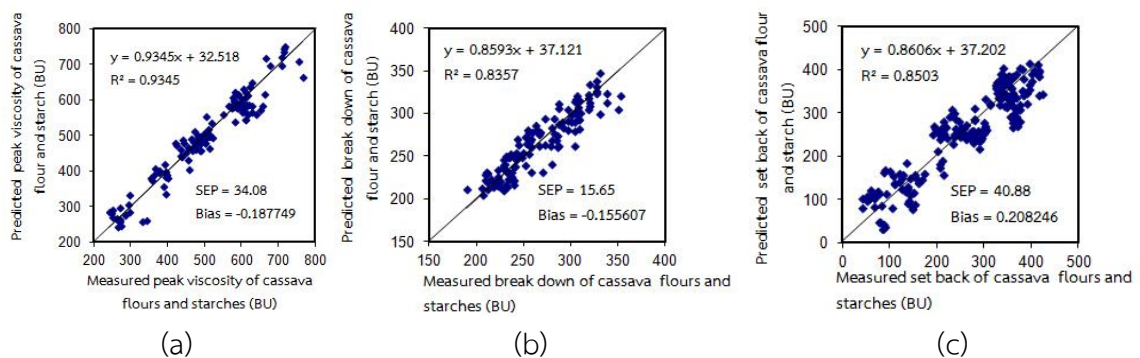 800
700
600
500
400
300
200
Predicted peak viscosity of cassava
flour and starch (BU)
y = 0.9345x + 32.518
R² = 0.9345
SEP = 34.08
Bias = -0.187749
200 300 400 500 600 700 800
Measured peak viscosity of cassava
flours and starches (BU)
(a)
400
350
300
250
200
150
Predicted break down of cassava
flour and starch (BU)
y = 0.8593x + 37.121
R² = 0.8357
SEP = 15.65
Bias = -0.155607
150 200 250 300 350 400
Measured break down of cassava flours and
starches (BU)
(b)
500
400
300
200
100
0
Predicted set back of cassava flour
and starch (BU)
y = 0.8606x + 37.202
R² = 0.8503
SEP = 40.88
Bias = 0.208246
0 100 200 300 400 500
Measured set back of cassava flours and
starches (BU)
(c)